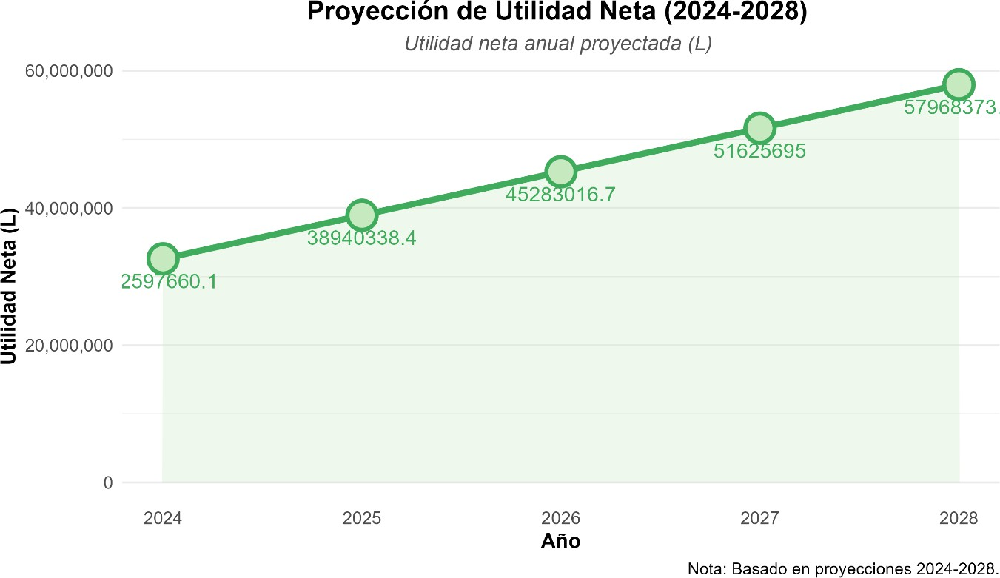 Proyección de Utilidad Neta (2024-2028)
Utilidad neta anual proyectada (L)
Utilidad Neta (L)
60,000,000
40,000,000
20,000,000
0
2597660.1
38940338.4
45283016.7
51625695
57968373.
2024
2025
2026
2027
2028
Año
Nota: Basado en proyecciones 2024-2028.